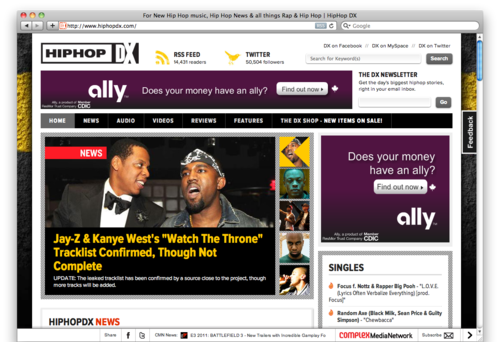 For New Hip Hop music, Hip Hop News & all things Rap & Hip Hop | HipHop DX
http://www.hiphopdx.com/
Google
HIPHOP DX
RSS FEED
14,431 readers
TWITTER
50,504 followers
DX on Facebook // DX on MySpace // DX on Twitter
Search for Keyword(s)
Search
ally
Ally, is a product of ResMor Trust Company
Member
CDIC
Does your money have an ally?
Find out now
THE DX NEWSLETTER
Get the day's biggest hiphop stories,
right in your email inbox.
Go
HOME
NEWS
AUDIO
VIDEOS
REVIEWS
FEATURES
THE DX SHOP - NEW ITEMS ON SALE!
Feedback
NEWS
Jay-Z & Kanye West's "Watch The Throne"
Tracklist Confirmed, Though Not
Complete
UPDATE: The leaked tracklist has been confirmed by a source close to the project, though
more tracks will be added.
Does your money
have an ally?
Find out now
ally
Ally, is a product of ResMor Trust Company
Member
CDIC
SINGLES
Focus f. Notts & Rapper Big Pooh - "L.O.V.E.
(Lyrics Often Verbalize Everything) [prod.
Focus]"
Random Axe (Black Milk, Sean Price & Guilty
Simpson) - "Chewbacca"
HIPHOPDX NEWS
Share
CMN News:
E3 2011: BATTLEFIELD 3 - New Trailers with Incredible Gameplay Fo
COMPLEX MediaNetwork
Subscribe